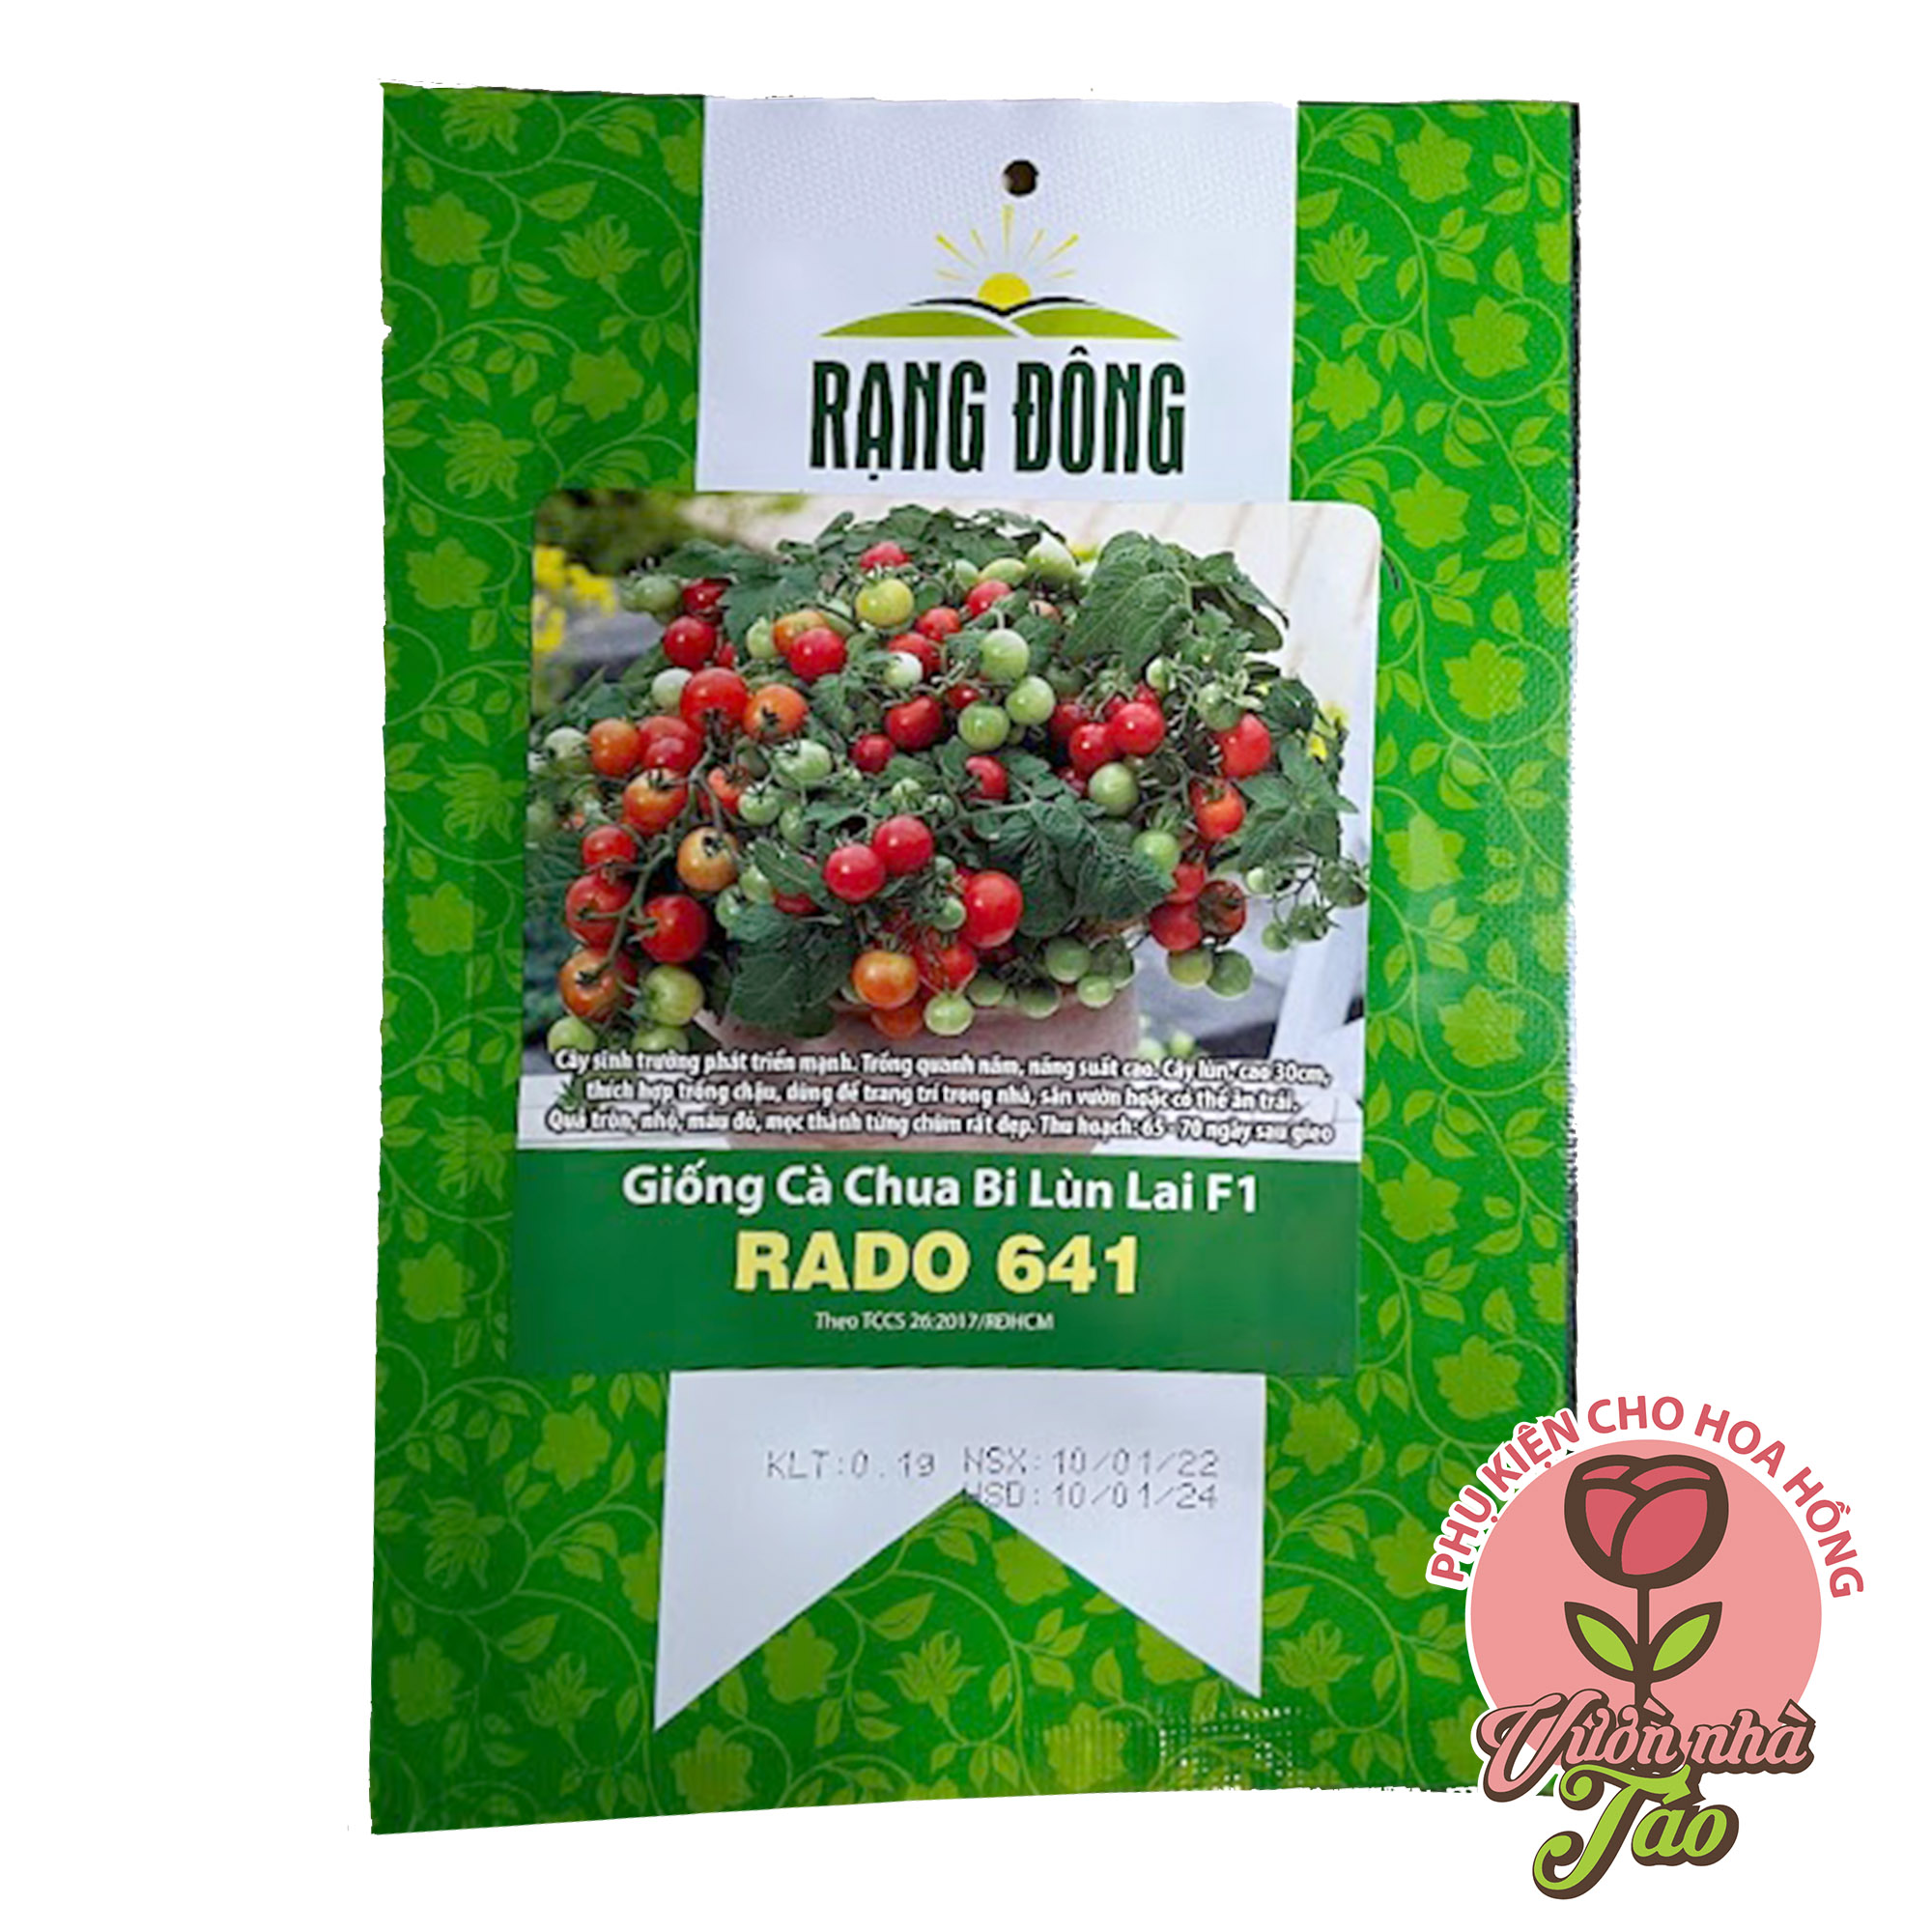 RẠNG ĐÔNG
Cây sinh trưởng phát triển mạnh. Trồng quanh năm, năng suất cao. Cây lùn, cao 30cm,
thích hợp trồng chậu, dùng để trang trí trong nhà, sân vườn hoặc có thể ăn trái.
Quả tròn, nhỏ, màu đỏ, mọc thành từng chùm rất đẹp. Thu hoạch: 65 - 70 ngày sau gieo
Giống Cà Chua Bi Lùn Lai F1
RADO 641
Theo TCCS 26:2017/RĐHCM
KLT:0.1g NSX:10/01/22
HSD:10/01/24
PHỤ KIỆN CHO HOA HỒNG
Vườn nhà
Táo